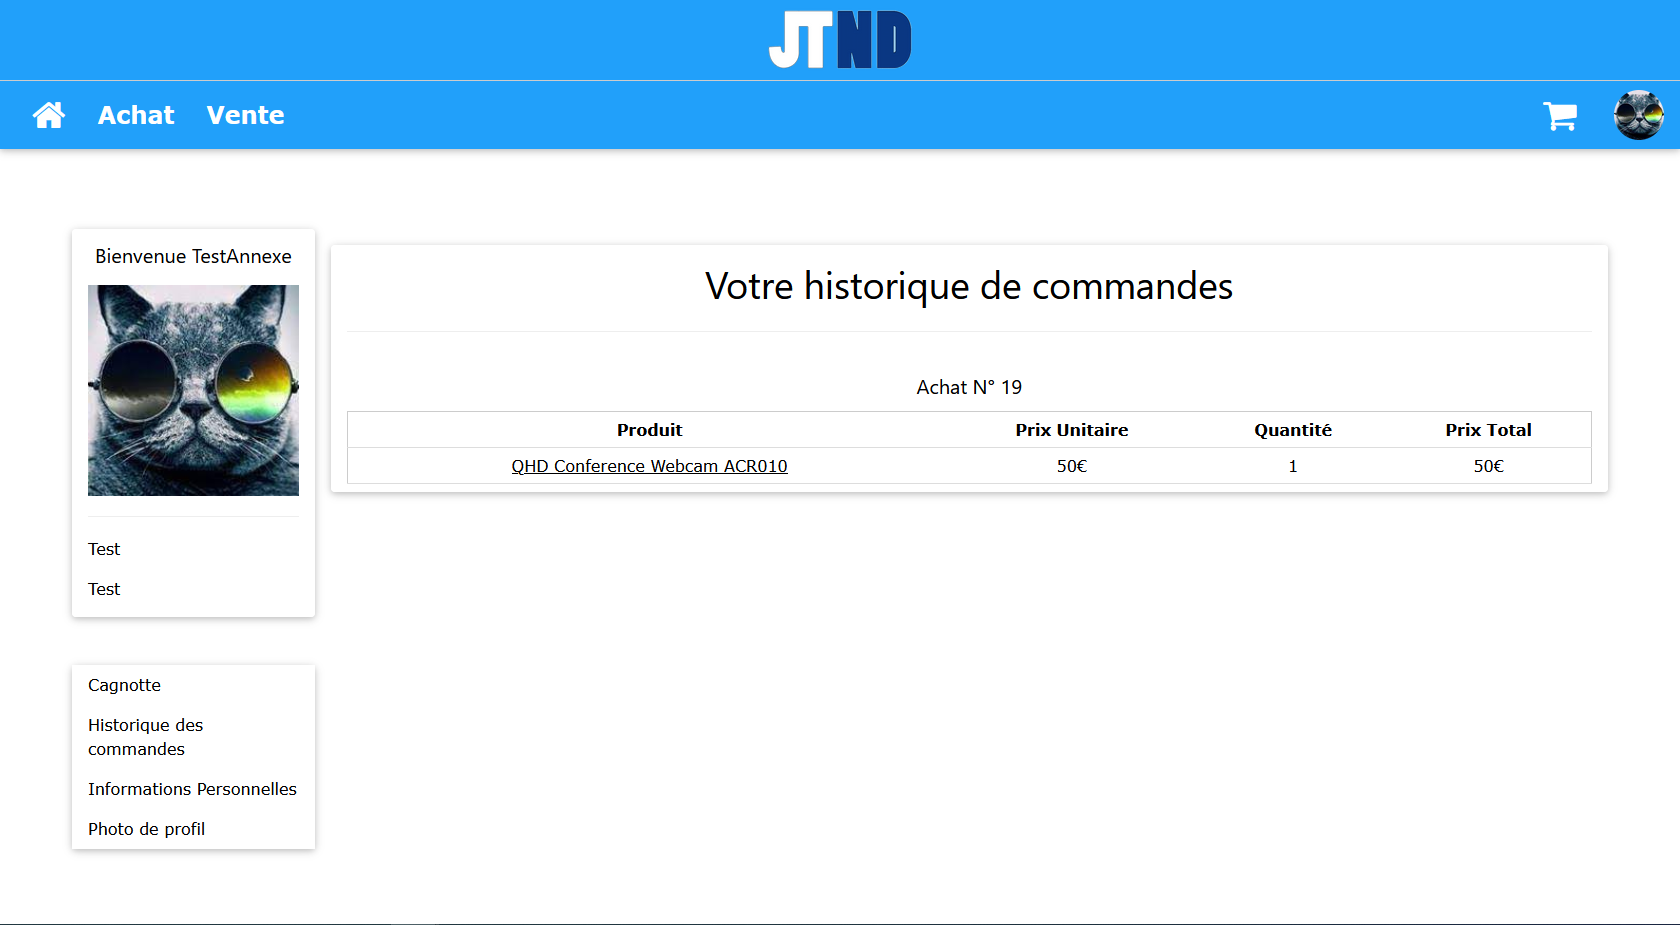 JTND
Achat Vente
Bienvenue TestAnnexe
Test
Test
Cagnotte
Historique des
commandes
Informations Personnelles
Photo de profil
Votre historique de commandes
Achat N° 19
Produit Prix Unitaire Quantité Prix Total
QHD Conference Webcam ACR010 50€ 1 50€